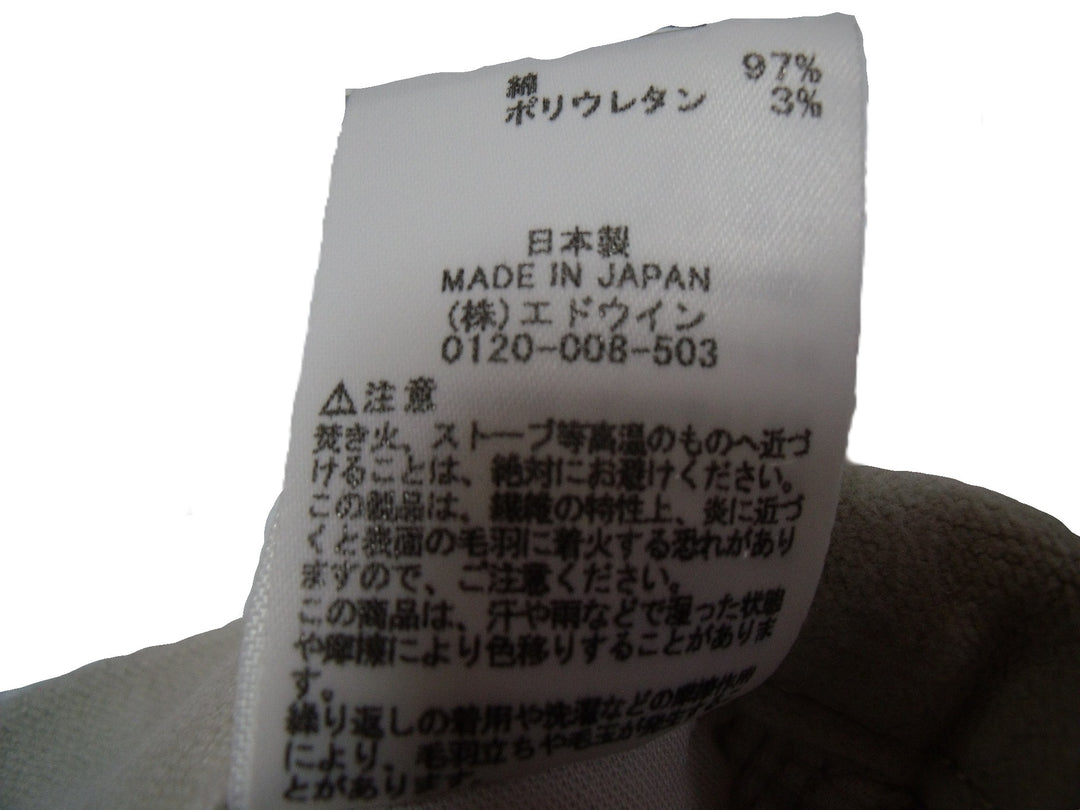 綿 97%
ポリウレタン 3%
日本製
MADE IN JAPAN
(株)エドウイン
0120-008-503
⚠注意
焚き火、ストーブ等高温のものへ近づ
けることは、絶対にお避けください。
この製品は、繊維の特性上、炎に近づ
くと表面の毛羽に着火する恐れがあり
ますので、ご注意ください。
この商品は、汗や雨などで湿った状態
や摩擦により色移りすることがありま
す。
繰り返しの着用や洗濯などの摩擦作用
により、毛羽立ちや毛玉が発生するこ
とがあります。